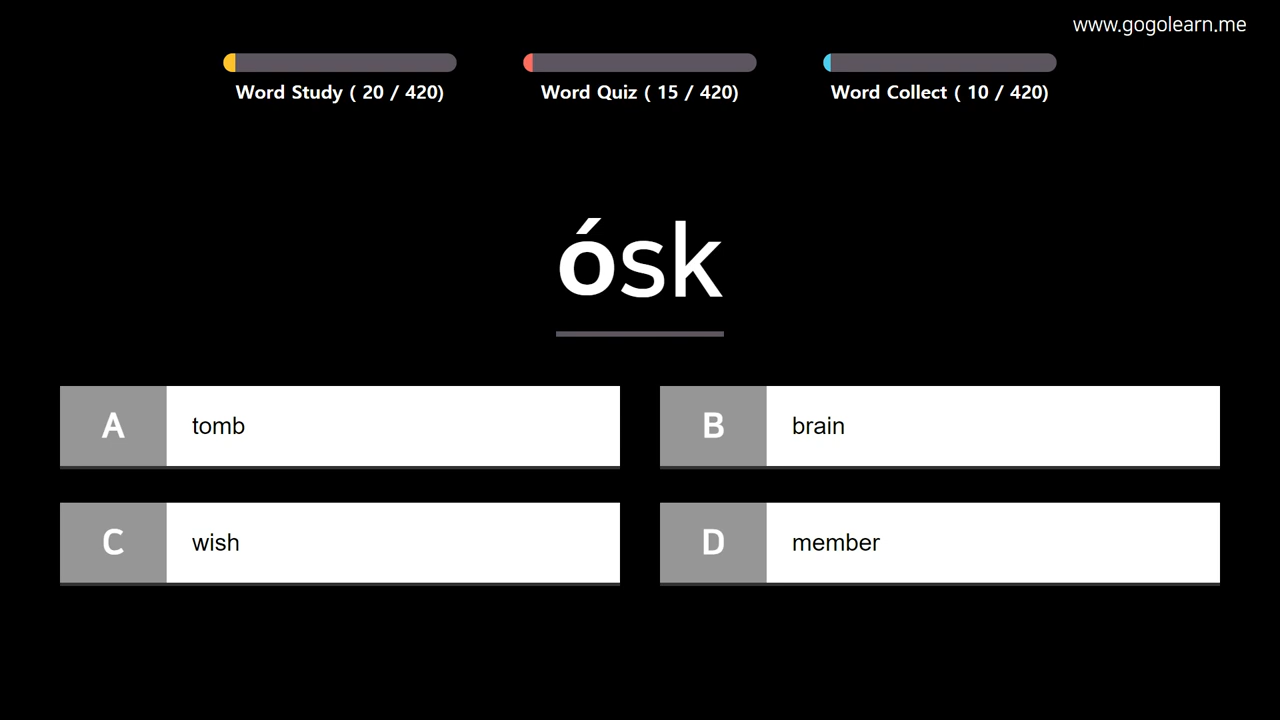 www.gogolearn.me
Word Study ( 20 / 420)
Word Quiz ( 15 / 420)
Word Collect ( 10 / 420)
ósk
A tomb
B brain
C wish
D member